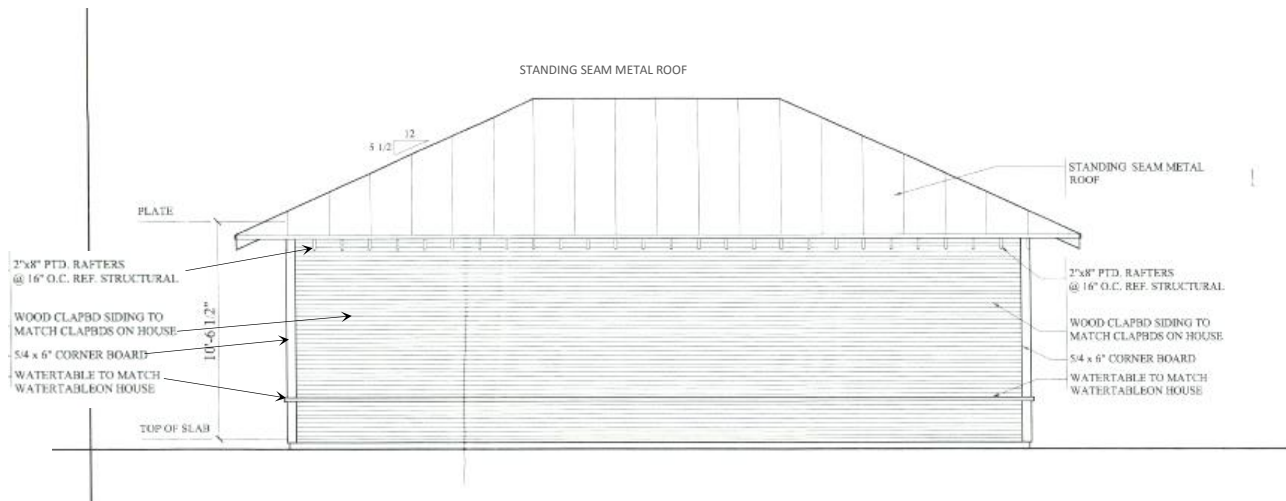 STANDING SEAM METAL ROOF
12
5 1/2
STANDING SEAM METAL
ROOF
PLATE
2"x8" PTD. RAFTERS
@ 16" O.C. REF. STRUCTURAL
WOOD CLAPBD SIDING TO
MATCH CLAPBDS ON HOUSE
5/4 x 6" CORNER BOARD
WATERTABLE TO MATCH
WATERTABLEON HOUSE
10'-6 1/2"
TOP OF SLAB
2"x8" PTD. RAFTERS
@ 16" O.C. REF. STRUCTURAL
WOOD CLAPBD SIDING TO
MATCH CLAPBDS ON HOUSE
5/4 x 6" CORNER BOARD
WATERTABLE TO MATCH
WATERTABLEON HOUSE